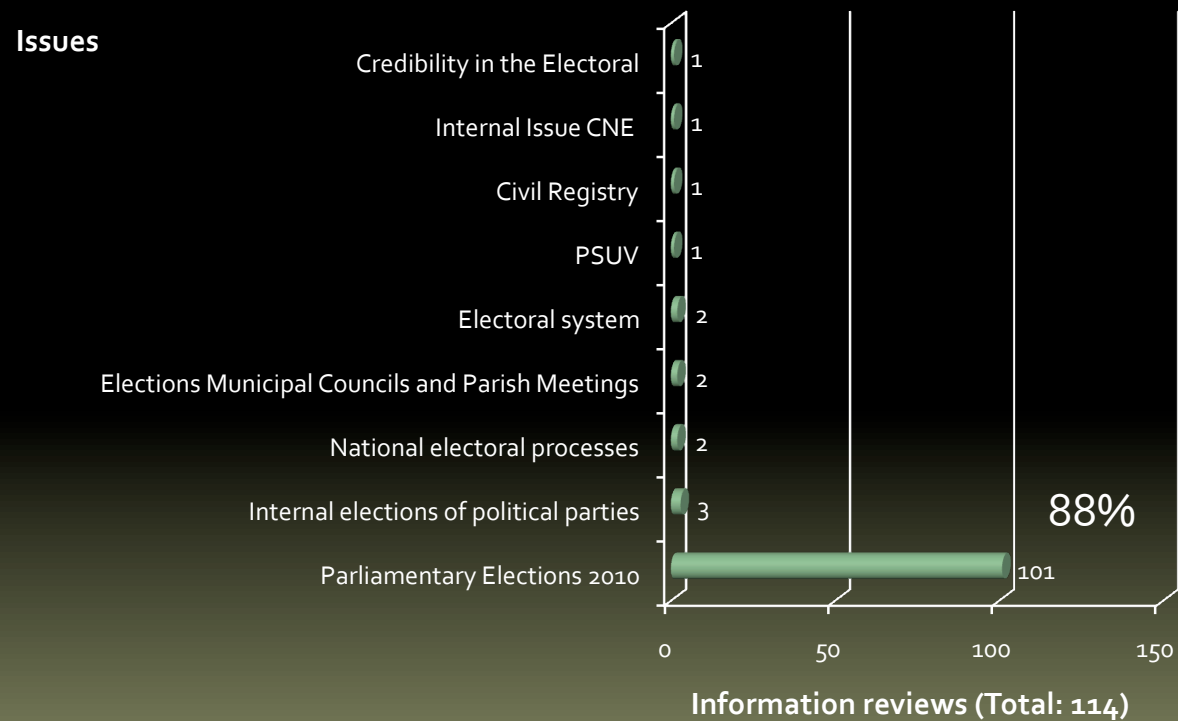 Issues
Credibility in the Electoral 1
Internal Issue CNE 1
Civil Registry 1
PSUV 1
Electoral system 2
Elections Municipal Councils and Parish Meetings 2
National electoral processes 2
Internal elections of political parties 3
88%
Parliamentary Elections 2010 101
0 50 100 150
Information reviews (Total: 114)